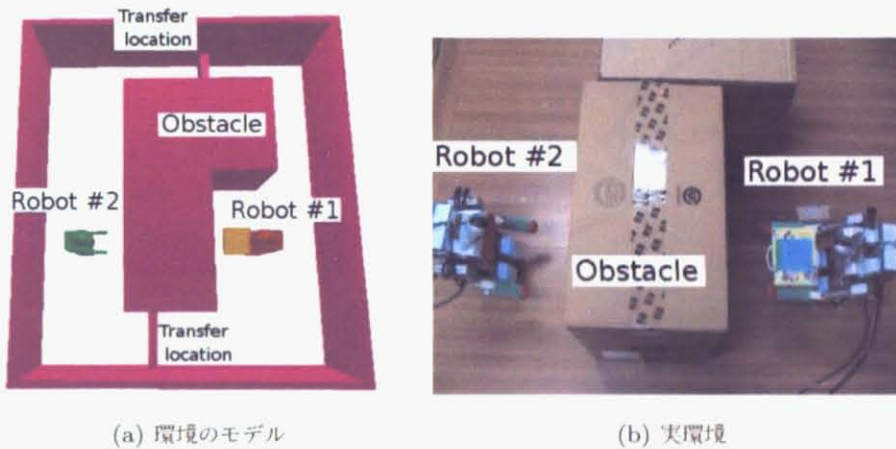 Transfer
location
Obstacle
Robot #2
Robot #1
Transfer
location
(a) 環境のモデル
Robot #2
Robot #1
Obstacle
(b) 実環境